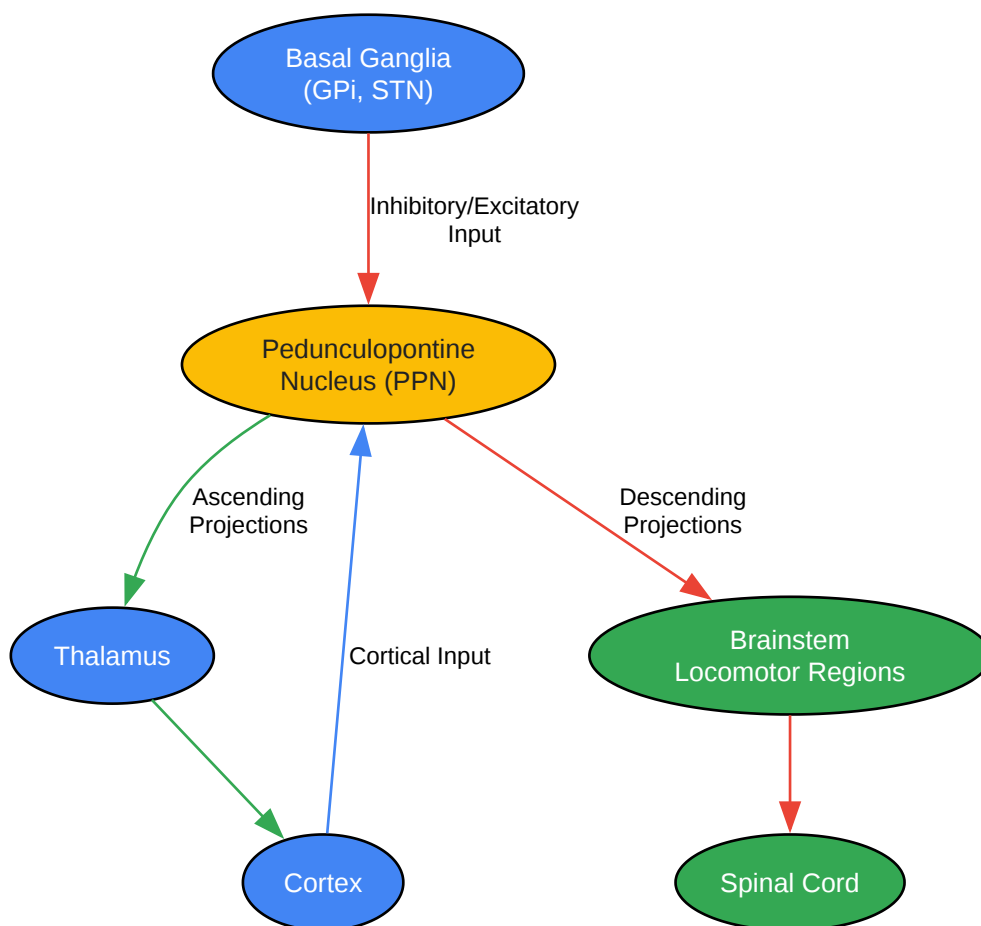 Basal Ganglia
(GPi, STN)
Inhibitory/Excitatory
Input
Pedunculopontine
Nucleus (PPN)
Ascending
Projections
Descending
Projections
Thalamus
Cortical Input
Brainstem
Locomotor Regions
Cortex
Spinal Cord